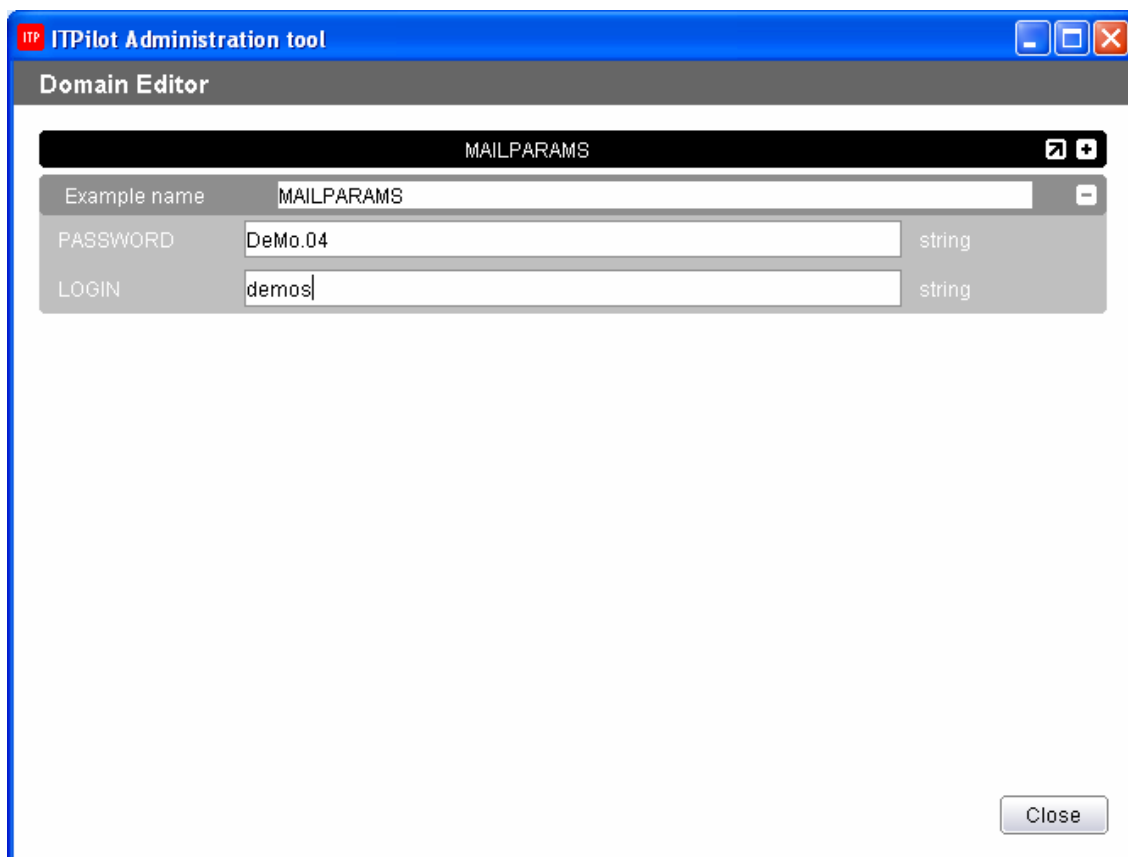 ITP ITPilot Administration tool
Domain Editor
MAILPARAMS
Example name MAILPARAMS
PASSWORD DeMo.04 string
LOGIN demos string
Close